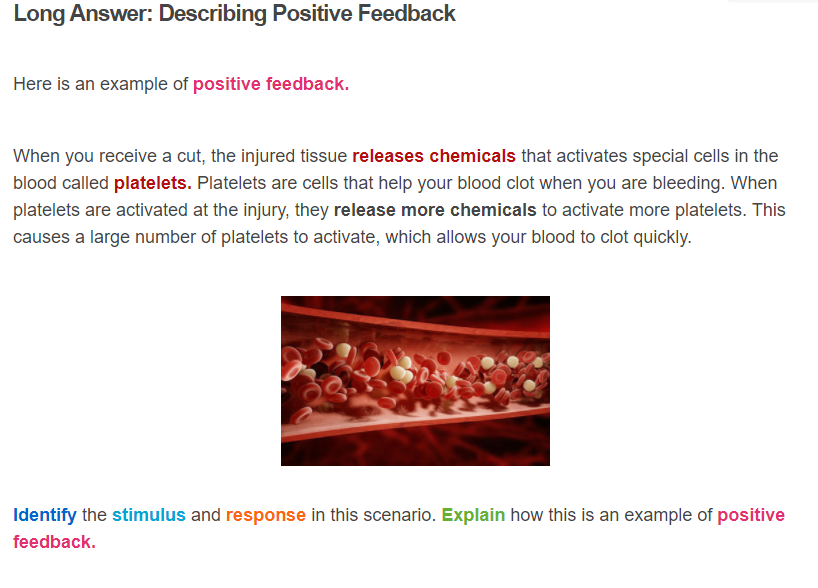 Long Answer: Describing Positive Feedback
Here is an example of positive feedback.
When you receive a cut, the injured tissue releases chemicals that activates special cells in the
blood called platelets. Platelets are cells that help your blood clot when you are bleeding. When
platelets are activated at the injury, they release more chemicals to activate more platelets. This
causes a large number of platelets to activate, which allows your blood to clot quickly.
Identify the stimulus and response in this scenario. Explain how this is an example of positive
feedback.